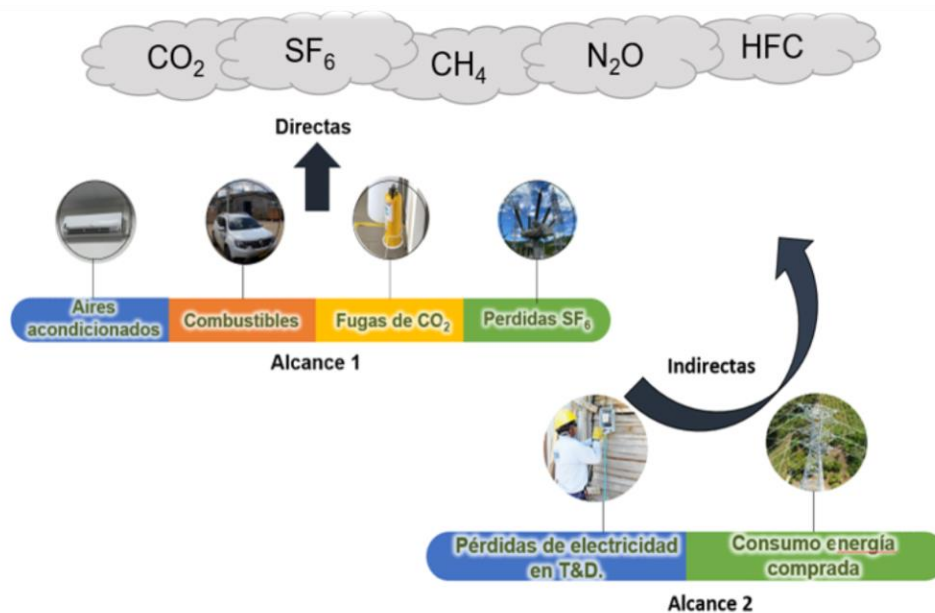 CO₂
SF₆
CH₄
N₂O
HFC
Directas
Aires
acondicionados
Combustibles
Fugas de CO₂
Perdidas SF₆
Alcance 1
Indirectas
Pérdidas de electricidad
en T&D.
Consumo energía
comprada
Alcance 2